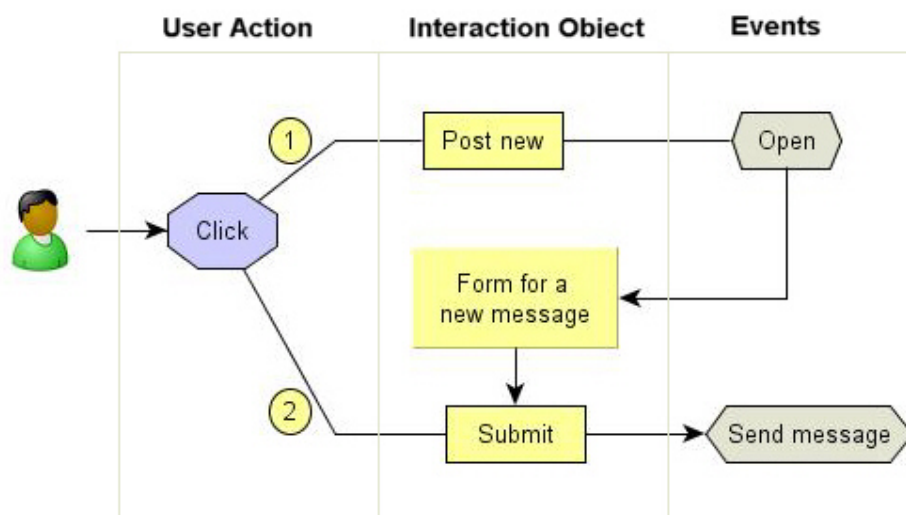 User Action
Interaction Object
Events
1
Post new
Open
Click
Form for a
new message
2
Submit
Send message